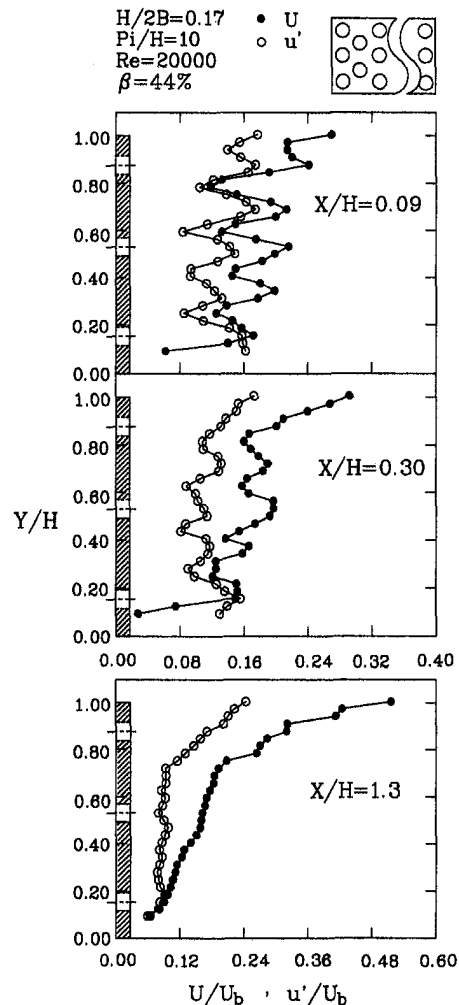 H/2B=0.17 ● U
Pi/H=10 ○ u'
Re=20000
β=44%
1.00
0.80
0.60
0.40
0.20
0.00
X/H=0.09
1.00
0.80
0.60
0.40
0.20
0.00
X/H=0.30
Y/H
0.00 0.08 0.16 0.24 0.32 0.40
1.00
0.80
0.60
0.40
0.20
0.00
X/H=1.3
0.00 0.12 0.24 0.36 0.48 0.60
U/U_b , u'/U_b